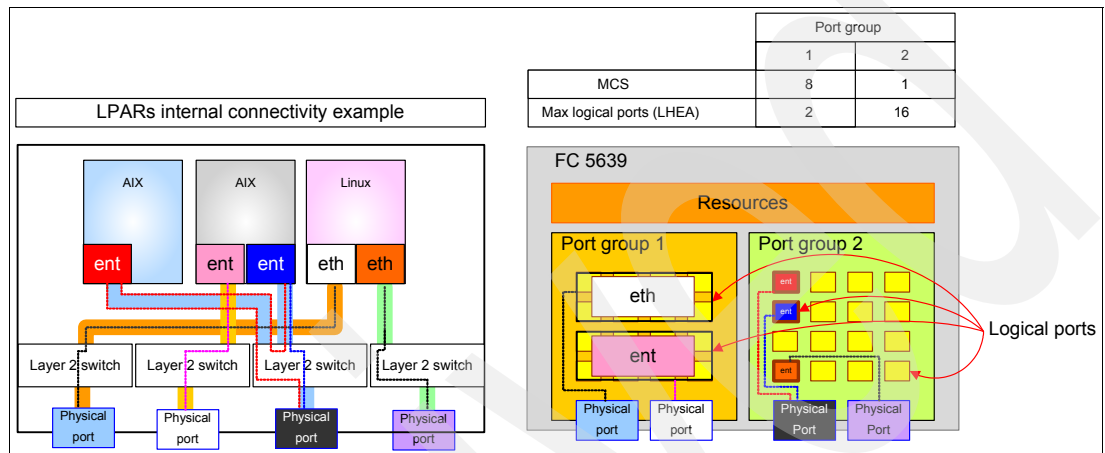 Port group
1 2
MCS 8 1
Max logical ports (LHEA) 2 16
LPARs internal connectivity example
AIX AIX Linux
ent ent ent eth eth
Layer 2 switch Layer 2 switch Layer 2 switch Layer 2 switch
Physical Physical Physical Physical
port port port port
FC 5639
Resources
Port group 1 Port group 2
eth
ent
ent
ent
ent
Logical ports
Physical Physical Physical Physical
port port Port Port